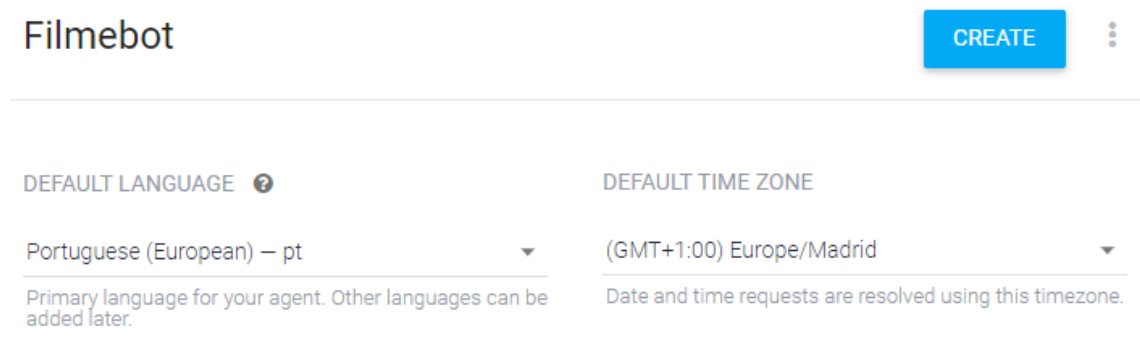 Filmebot
CREATE
DEFAULT LANGUAGE ?
DEFAULT TIME ZONE
Portuguese (European) — pt
(GMT+1:00) Europe/Madrid
Primary language for your agent. Other languages can be
added later.
Date and time requests are resolved using this timezone.